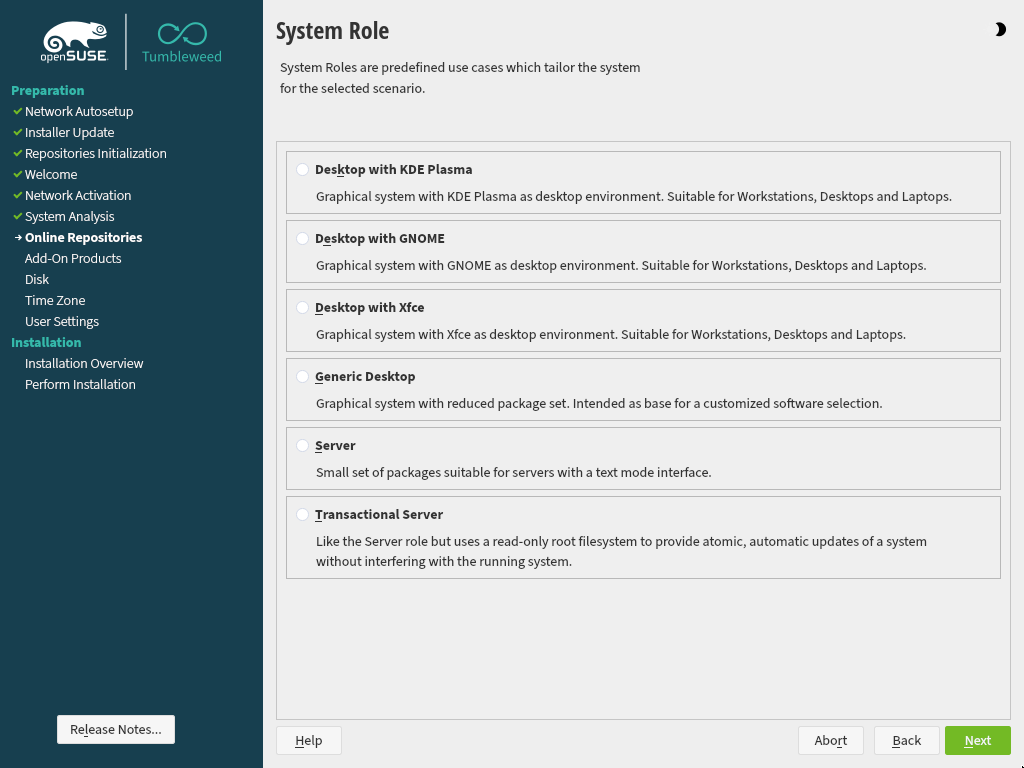 openSUSE
Tumbleweed
Preparation
Network Autosetup
Installer Update
Repositories Initialization
Welcome
Network Activation
System Analysis
Online Repositories
Add-On Products
Disk
Time Zone
User Settings
Installation
Installation Overview
Perform Installation
Release Notes...
System Role
System Roles are predefined use cases which tailor the system
for the selected scenario.
Desktop with KDE Plasma
Graphical system with KDE Plasma as desktop environment. Suitable for Workstations, Desktops and Laptops.
Desktop with GNOME
Graphical system with GNOME as desktop environment. Suitable for Workstations, Desktops and Laptops.
Desktop with Xfce
Graphical system with Xfce as desktop environment. Suitable for Workstations, Desktops and Laptops.
Generic Desktop
Graphical system with reduced package set. Intended as base for a customized software selection.
Server
Small set of packages suitable for servers with a text mode interface.
Transactional Server
Like the Server role but uses a read-only root filesystem to provide atomic, automatic updates of a system
without interfering with the running system.
Help
Abort
Back
Next